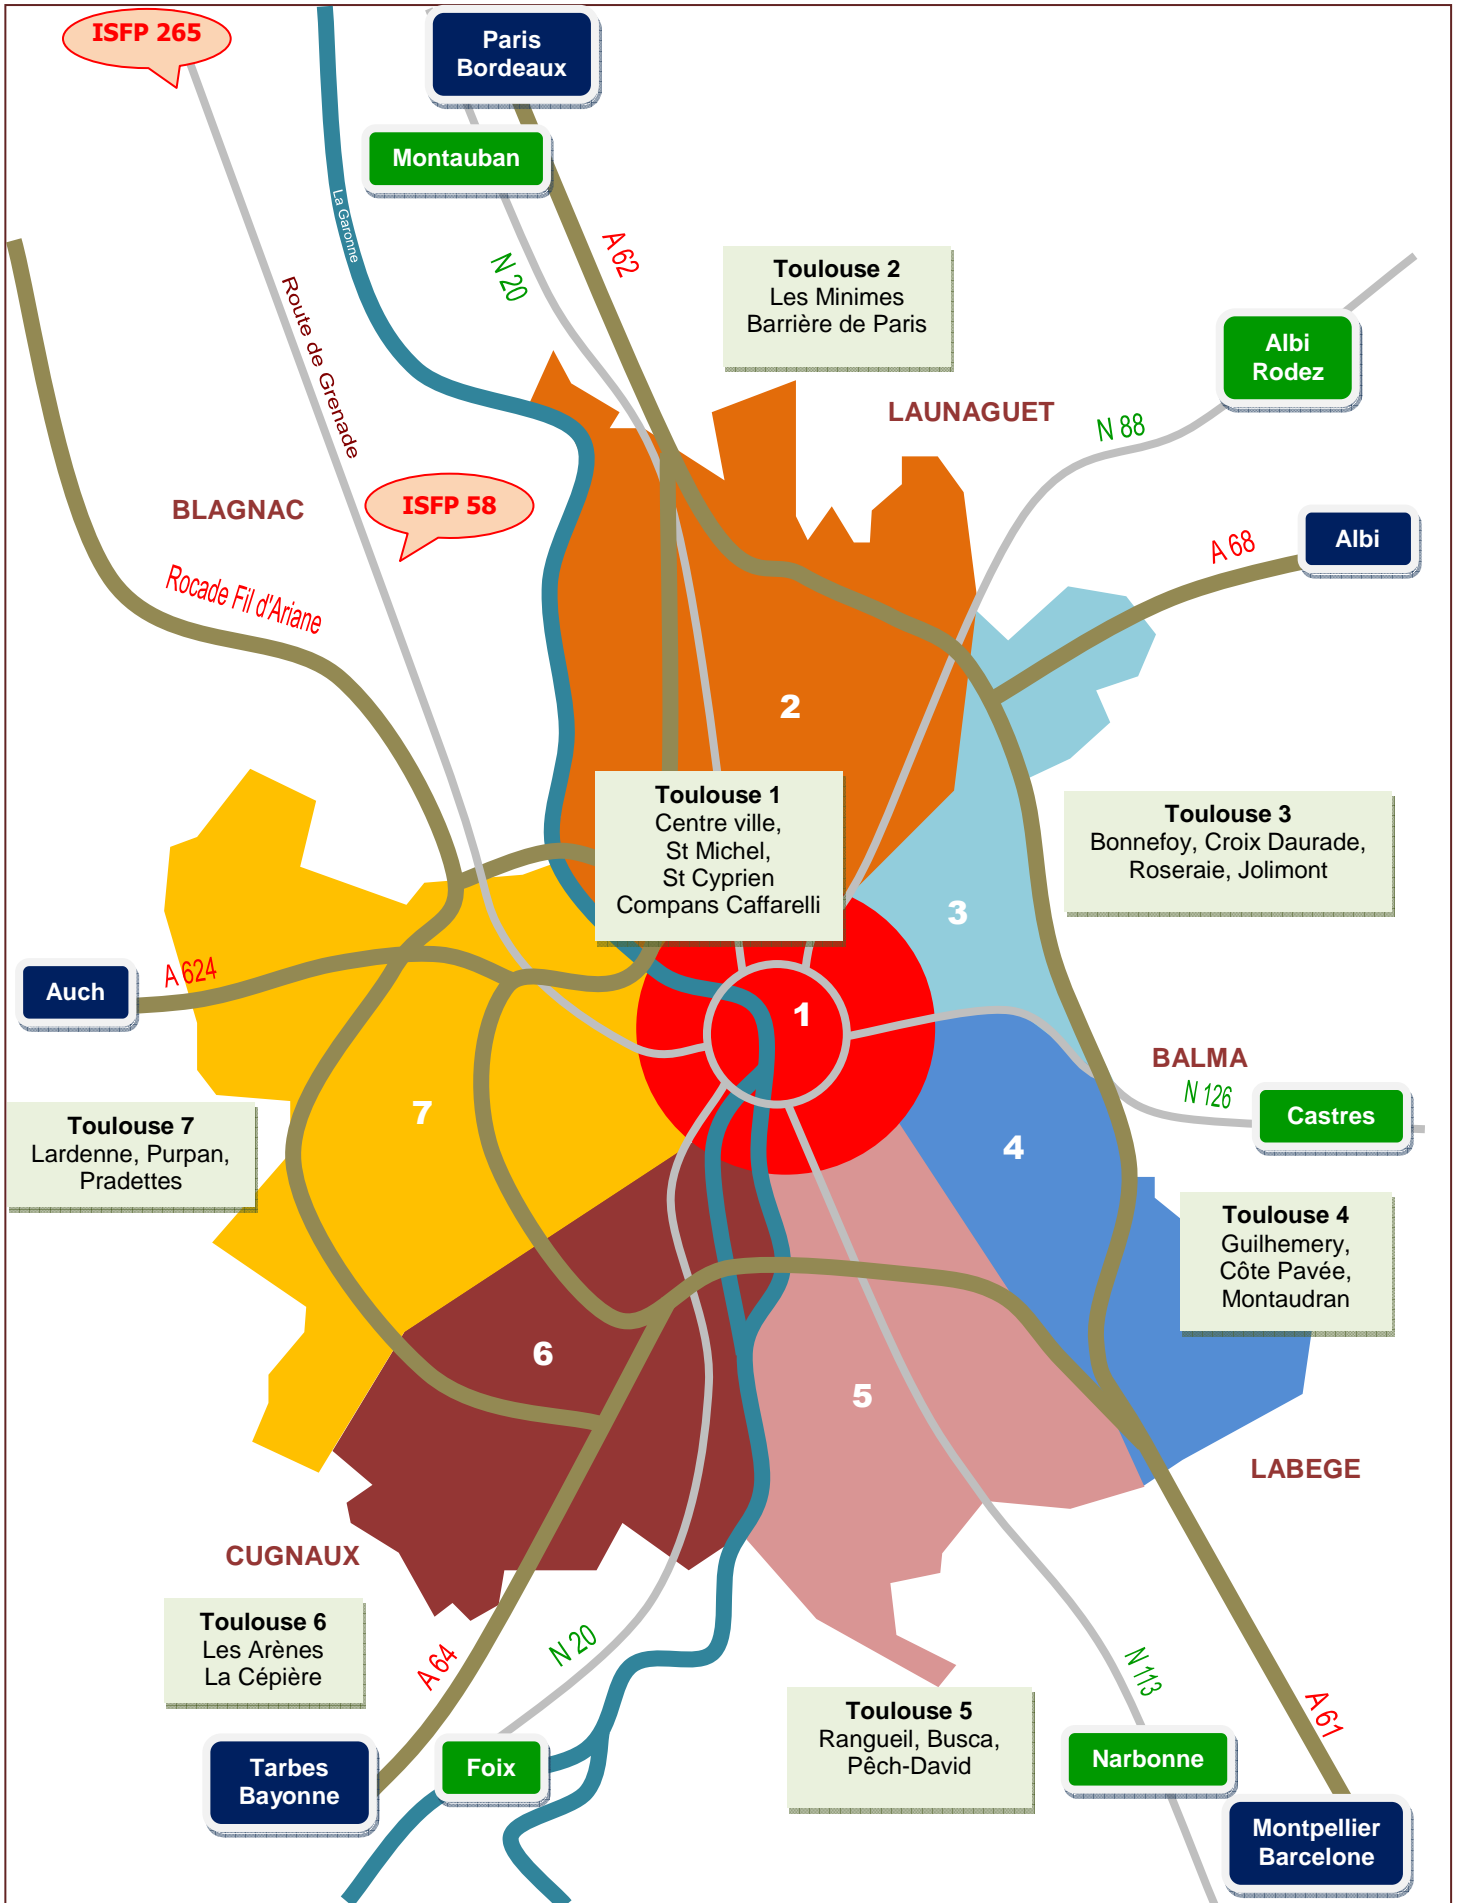 ISFP 265
Paris
Bordeaux
Montauban
La Garonne
A 62
N 20
Route de Grenade
Toulouse 2
Les Minimes
Barrière de Paris
Albi
Rodez
LAUNAGUET
N 88
BLAGNAC
ISFP 58
Albi
A 68
Rocade Fil d'Ariane
2
Toulouse 1
Centre ville,
St Michel,
St Cyprien
Compans Caffarelli
Toulouse 3
Bonnefoy, Croix Daurade,
Roseraie, Jolimont
3
Auch
A 624
1
BALMA
N 126
Castres
7
Toulouse 7
Lardenne, Purpan,
Pradettes
4
Toulouse 4
Guilhemery,
Côte Pavée,
Montaudran
6
5
LABEGE
CUGNAUX
Toulouse 6
Les Arènes
La Cépière
A 64
N 20
N 113
Toulouse 5
Rangueil, Busca,
Pêch-David
A 61
Tarbes
Bayonne
Foix
Narbonne
Montpellier
Barcelone